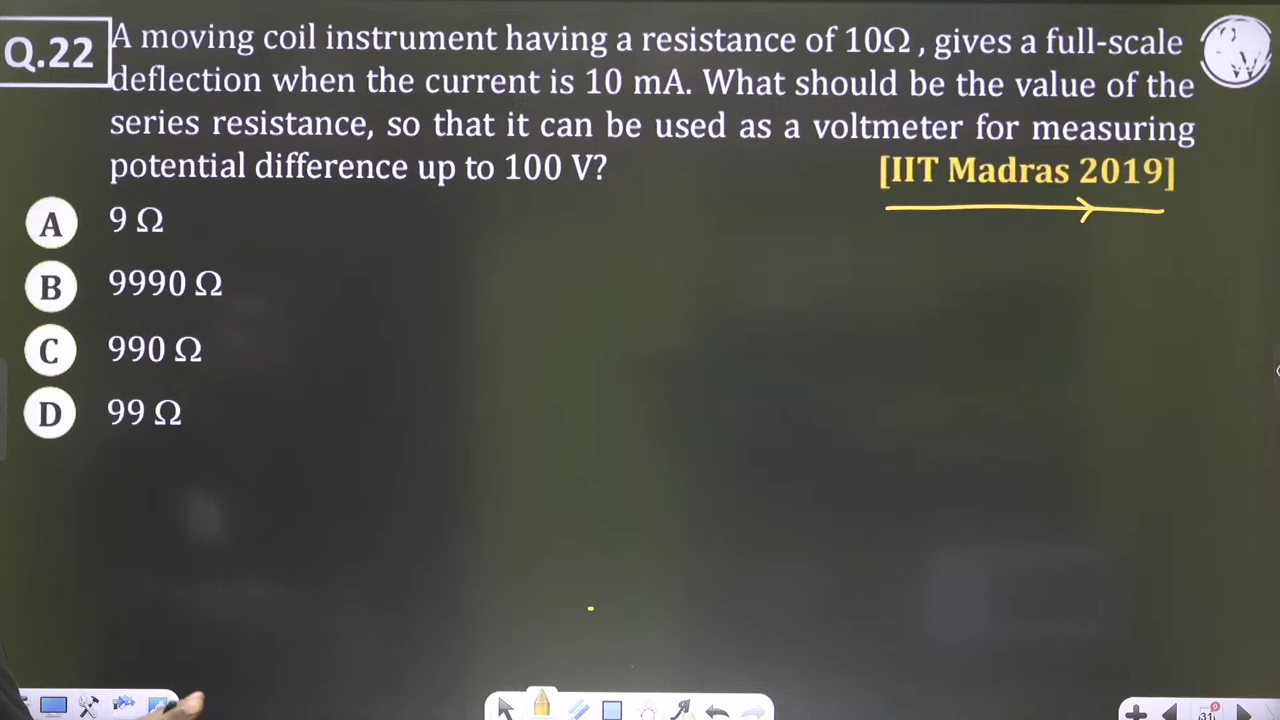 Q.22
A moving coil instrument having a resistance of 10Ω , gives a full-scale
deflection when the current is 10 mA. What should be the value of the
series resistance, so that it can be used as a voltmeter for measuring
potential difference up to 100 V?
[IIT Madras 2019]
A 9 Ω
B 9990 Ω
C 990 Ω
D 99 Ω
31
0